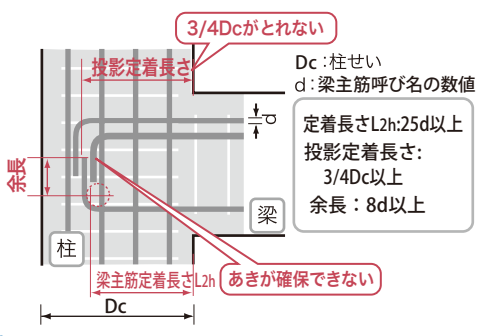 3/4Dcがとれない
投影定着長さ
Dc：柱せい
d：梁主筋呼び名の数値
d
定着長さL2h:25d以上
投影定着長さ:
3/4Dc以上
余長：8d以上
余長
柱
梁
梁主筋定着長さL2h
あきが確保できない
Dc